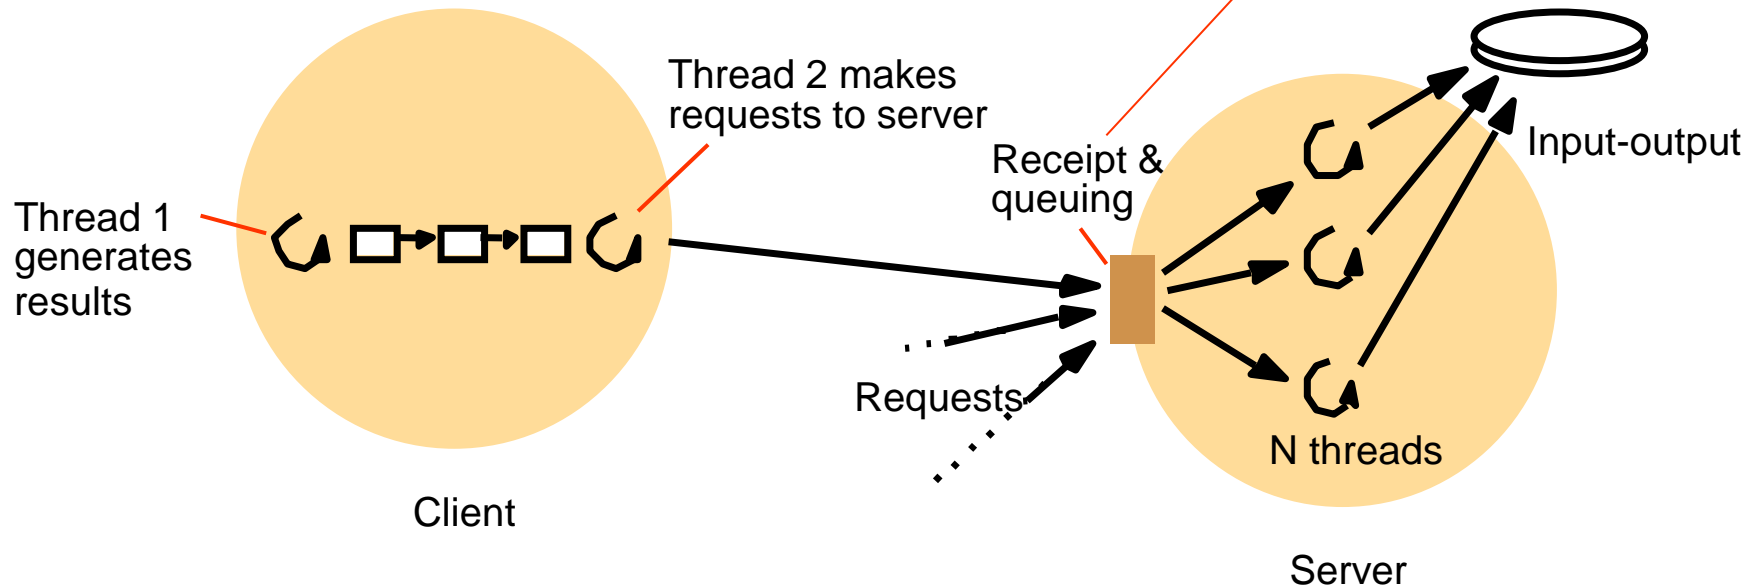 Thread 2 makes
requests to server
Receipt &
queuing
Input-output
Thread 1
generates
results
Requests
N threads
Client
Server